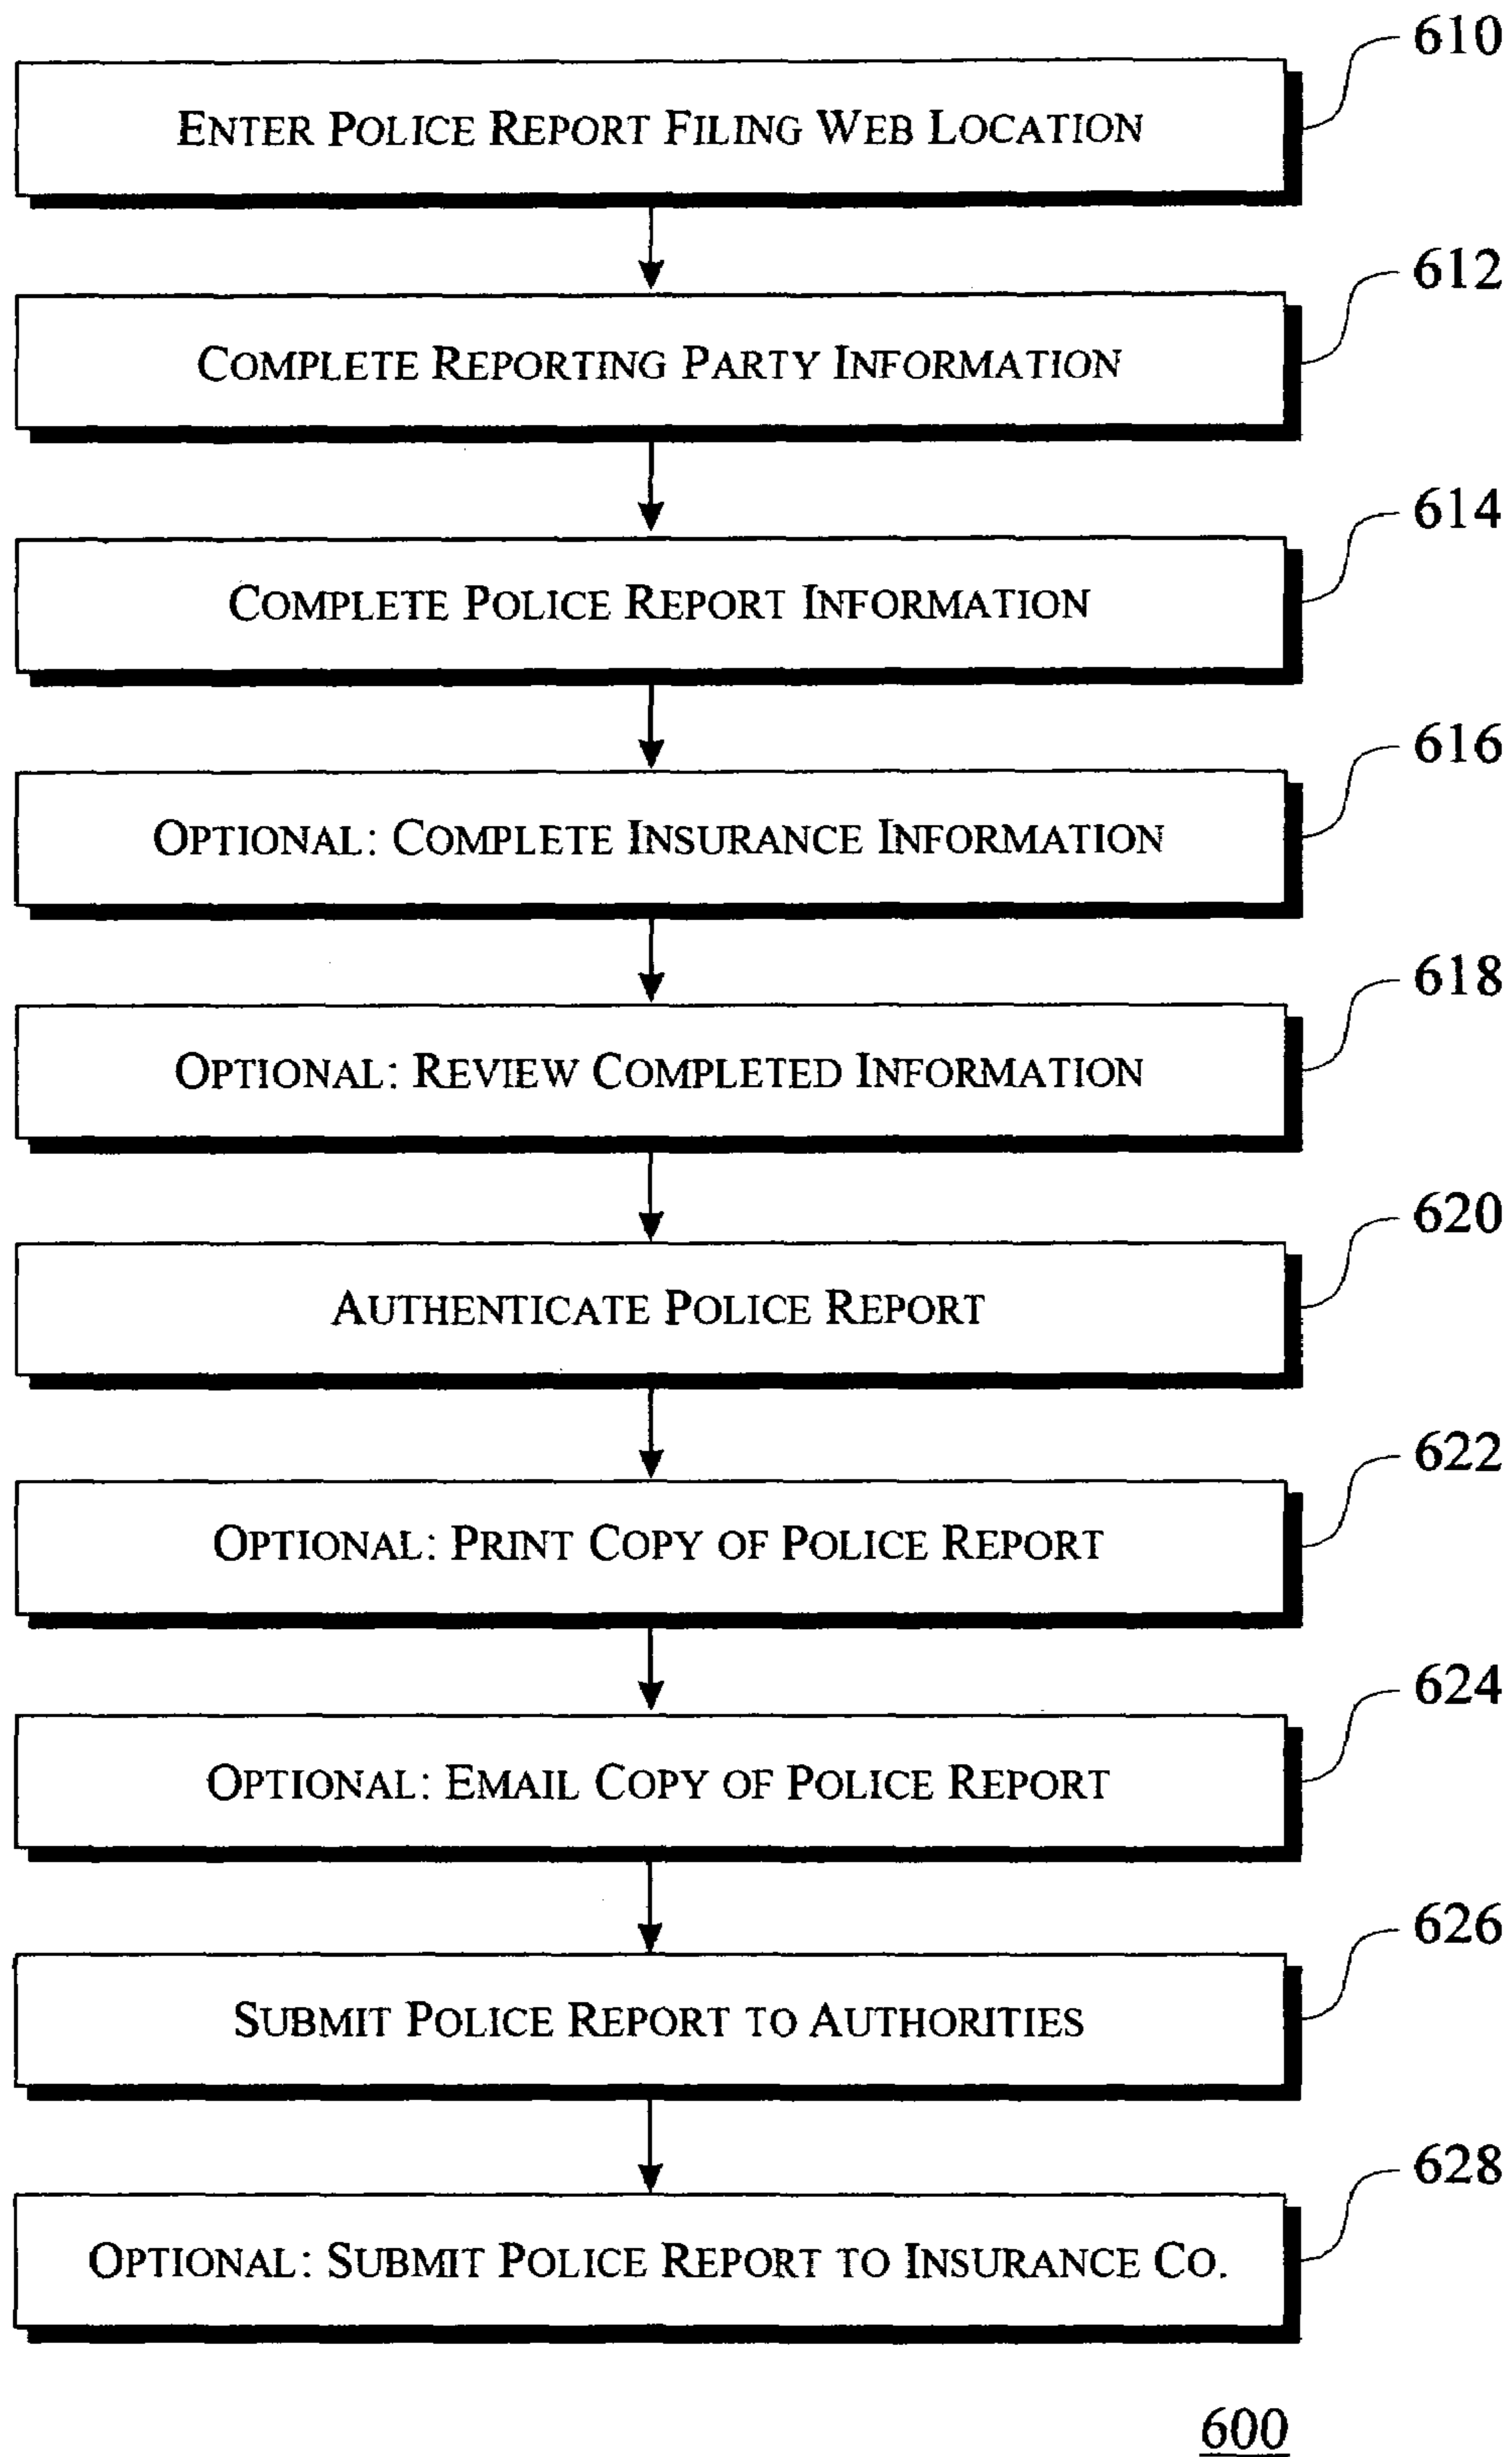 610
ENTER POLICE REPORT FILING WEB LOCATION
612
COMPLETE REPORTING PARTY INFORMATION
614
COMPLETE POLICE REPORT INFORMATION
616
OPTIONAL: COMPLETE INSURANCE INFORMATION
618
OPTIONAL: REVIEW COMPLETED INFORMATION
620
AUTHENTICATE POLICE REPORT
622
OPTIONAL: PRINT COPY OF POLICE REPORT
624
OPTIONAL: EMAIL COPY OF POLICE REPORT
626
SUBMIT POLICE REPORT TO AUTHORITIES
628
OPTIONAL: SUBMIT POLICE REPORT TO INSURANCE CO.
600